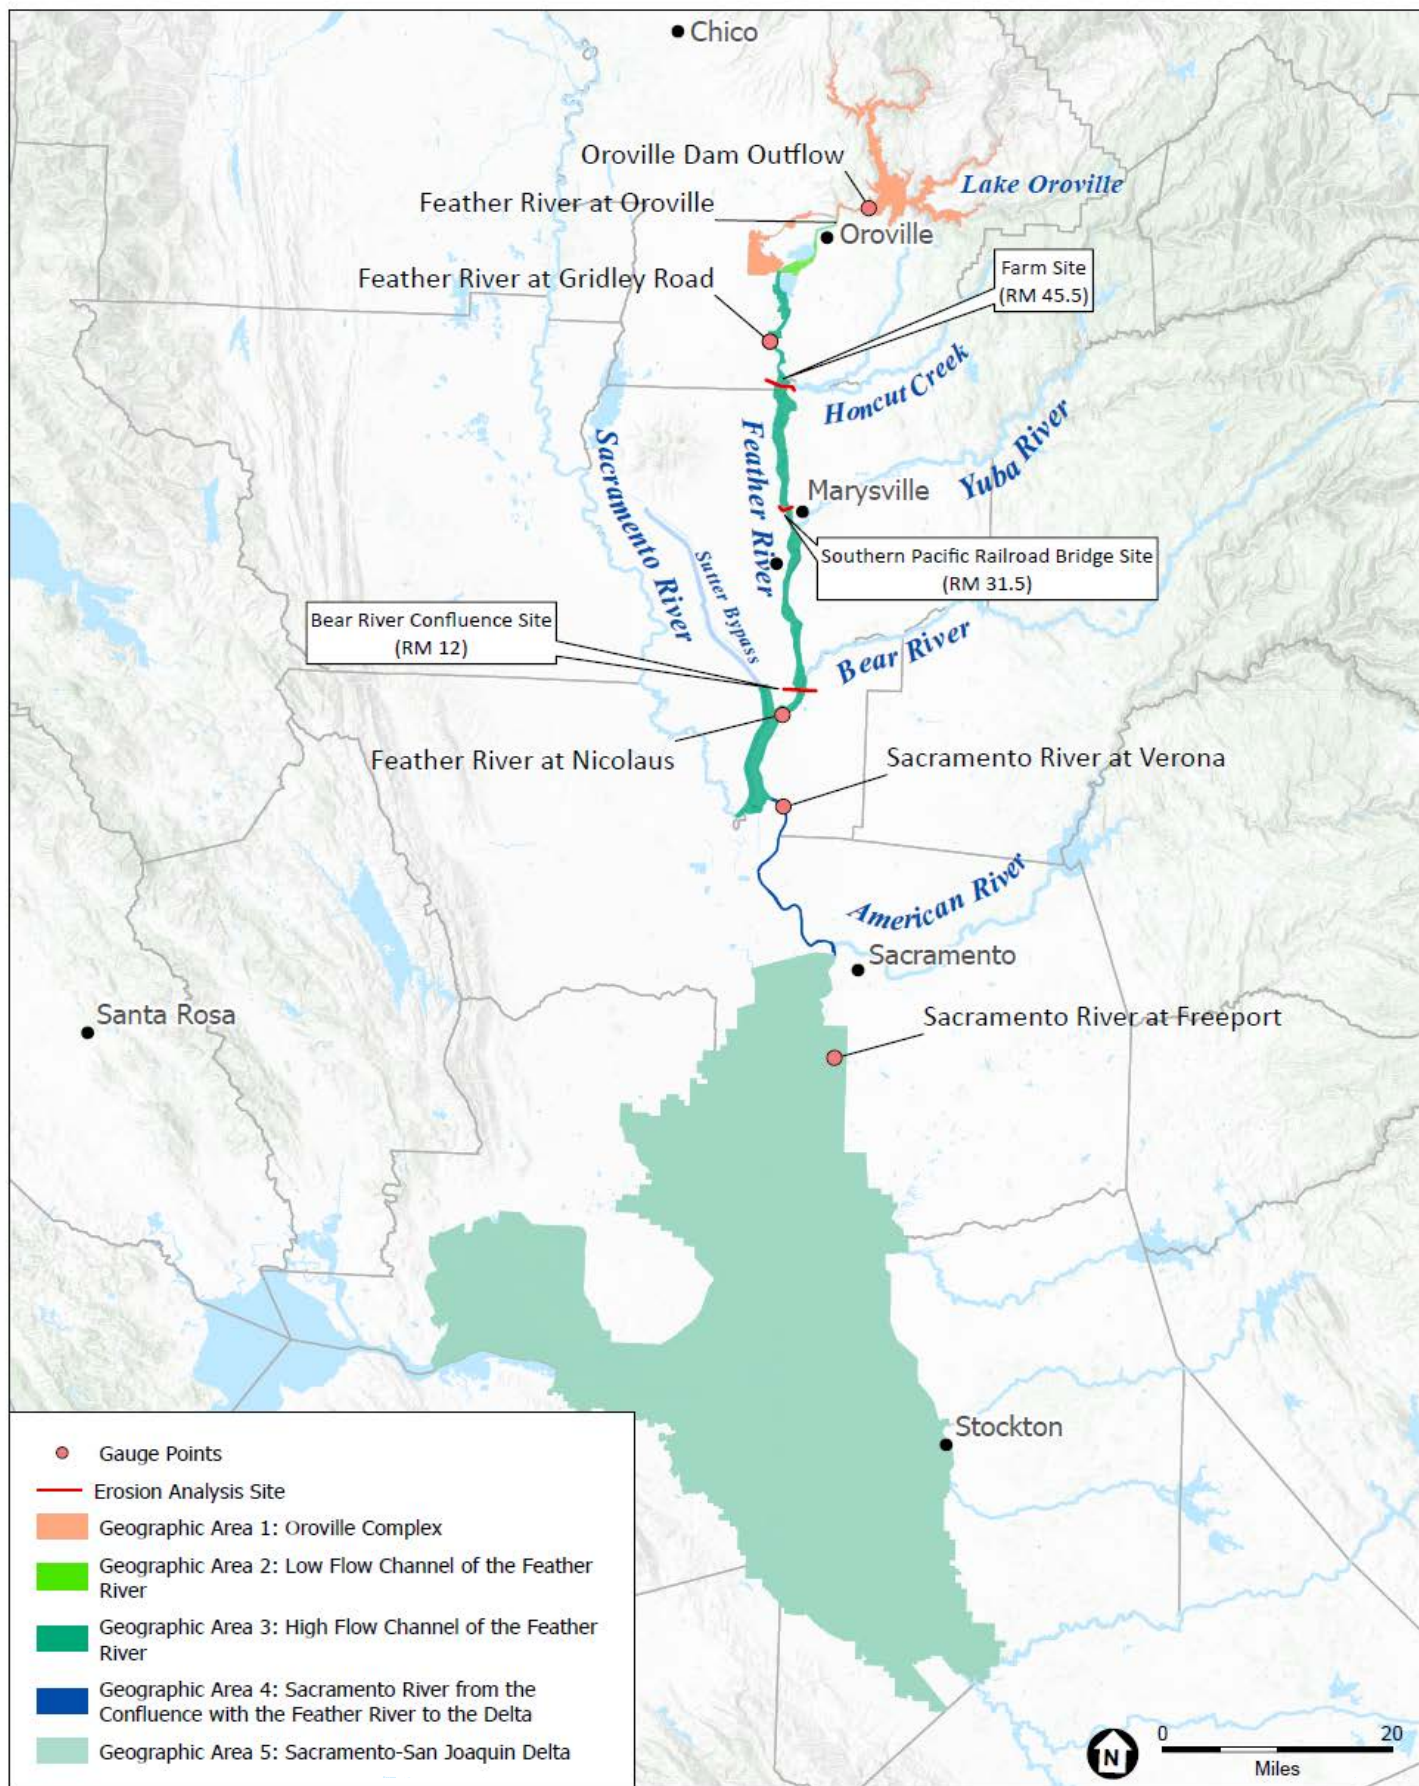 Chico
Oroville Dam Outflow
Lake Oroville
Feather River at Oroville
Oroville
Feather River at Gridley Road
Farm Site
(RM 45.5)
Honcut Creek
Sacramento River
Feather River
Yuba River
Marysville
Sutter Bypass
Southern Pacific Railroad Bridge Site
(RM 31.5)
Bear River Confluence Site
(RM 12)
Bear River
Feather River at Nicolaus
Sacramento River at Verona
American River
Sacramento
Santa Rosa
Sacramento River at Freeport
Stockton
Gauge Points
Erosion Analysis Site
Geographic Area 1: Oroville Complex
Geographic Area 2: Low Flow Channel of the Feather
River
Geographic Area 3: High Flow Channel of the Feather
River
Geographic Area 4: Sacramento River from the
Confluence with the Feather River to the Delta
Geographic Area 5: Sacramento-San Joaquin Delta
N
0 20
Miles